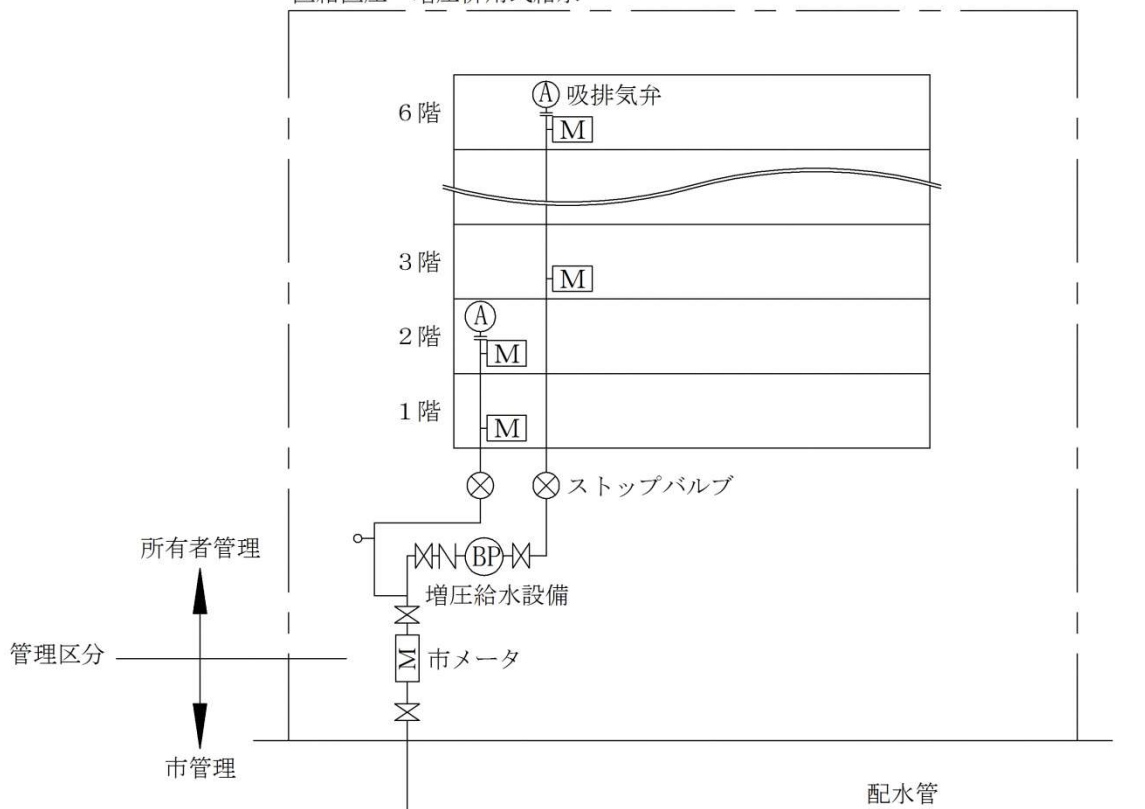 6階
A 吸排気弁
M
3階
M
2階
A
M
1階
M
ストップバルブ
所有者管理
BP
増圧給水設備
管理区分
M 市メータ
市管理
配水管